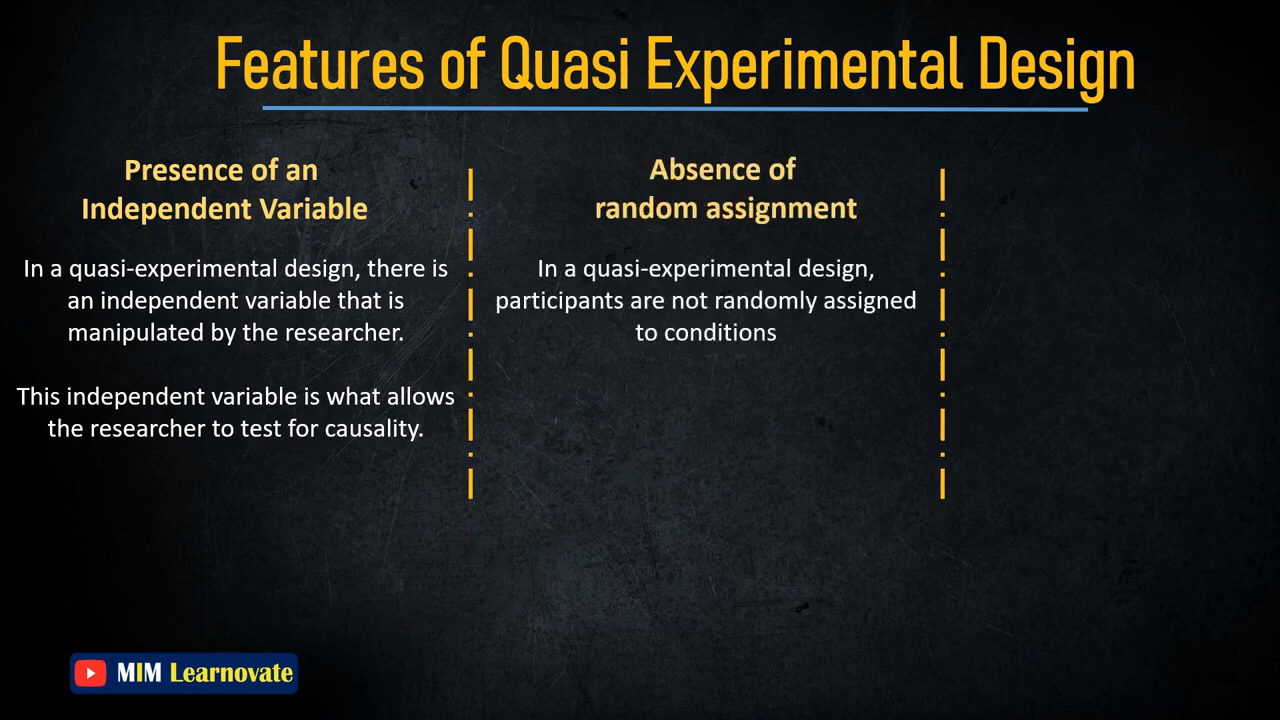 Features of Quasi Experimental Design
Presence of an
Independent Variable
In a quasi-experimental design, there is
an independent variable that is
manipulated by the researcher.
This independent variable is what allows
the researcher to test for causality.
Absence of
random assignment
In a quasi-experimental design,
participants are not randomly assigned
to conditions
MIM Learnovate